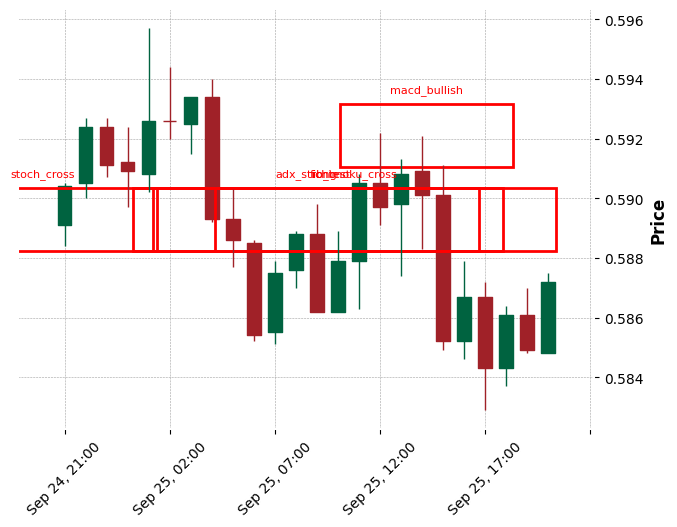 0.596
0.594
macd_bullish
0.592
stoch_cross
0.590
Price
0.588
0.586
0.584
Sep 24, 21:00
Sep 25, 02:00
Sep 25, 07:00
Sep 25, 12:00
Sep 25, 17:00